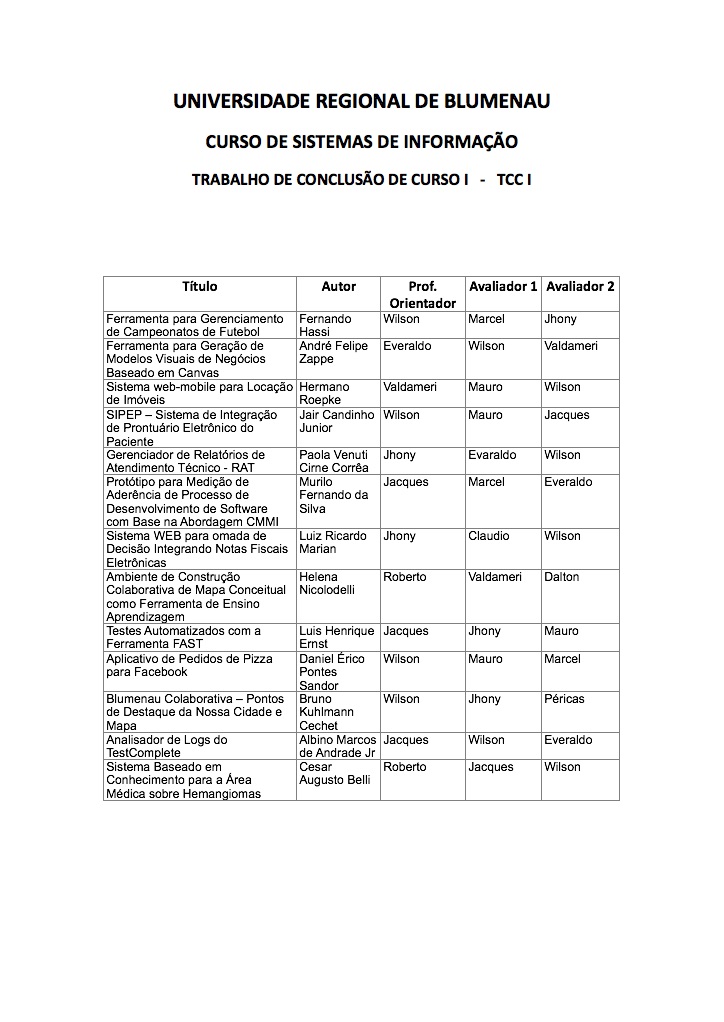 UNIVERSIDADE REGIONAL DE BLUMENAU
CURSO DE SISTEMAS DE INFORMAÇÃO
TRABALHO DE CONCLUSÃO DE CURSO I - TCC I
Título Autor Prof. Orientador Avaliador 1 Avaliador 2
Ferramenta para Gerenciamento Fernando Wilson Marcel Jhony
de Campeonatos de Futebol Hassi
Ferramenta para Geração de André Felipe Everaldo Wilson Valdameri
Modelos Visuais de Negócios Zappe
Baseado em Canvas
Sistema web-mobile para Locação Hermano Valdameri Mauro Wilson
de Imóveis Roepke
SIPEP – Sistema de Integração Jair Candinho Wilson Mauro Jacques
de Prontuário Eletrônico do Junior
Paciente
Gerenciador de Relatórios de Paola Venuti Jhony Evaraldo Wilson
Atendimento Técnico - RAT Cirne Corrêa
Protótipo para Medição de Murilo Jacques Marcel Everaldo
Aderência de Processo de Fernando da
Desenvolvimento de Software Silva
com Base na Abordagem CMMI
Sistema WEB para omada de Luiz Ricardo Jhony Claudio Wilson
Decisão Integrando Notas Fiscais Marian
Eletrônicas
Ambiente de Construção Helena Roberto Valdameri Dalton
Colaborativa de Mapa Conceitual Nicolodelli
como Ferramenta de Ensino
Aprendizagem
Testes Automatizados com a Luis Henrique Jacques Jhony Mauro
Ferramenta FAST Ernst
Aplicativo de Pedidos de Pizza Daniel Érico Wilson Mauro Marcel
para Facebook Pontes
Sandor
Blumenau Colaborativa – Pontos Bruno Wilson Jhony Péricas
de Destaque da Nossa Cidade e Kuhlmann
Mapa Cechet
Analisador de Logs do Albino Marcos Jacques Wilson Everaldo
TestComplete de Andrade Jr
Sistema Baseado em Cesar Roberto Jacques Wilson
Conhecimento para a Área Augusto Belli
Médica sobre Hemangiomas